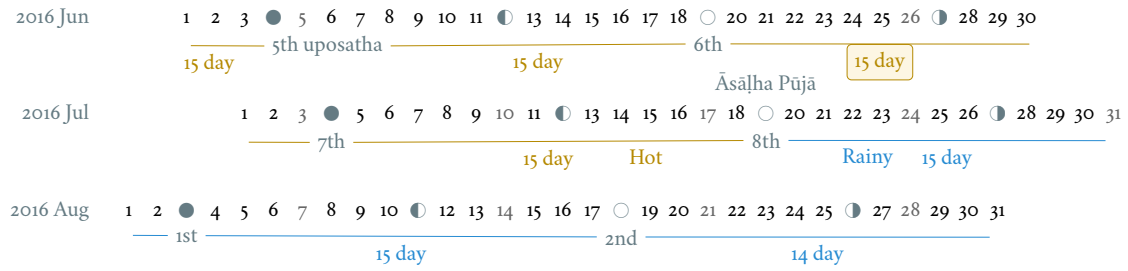 2016 Jun 1 2 3 5 6 7 8 9 10 11 13 14 15 16 17 18 20 21 22 23 24 25 26 28 29 30
5th uposatha 6th
15 day 15 day 15 day
Āsāḷha Pūjā
2016 Jul 1 2 3 5 6 7 8 9 10 11 13 14 15 16 17 18 20 21 22 23 24 25 26 28 29 30 31
7th 8th
15 day Hot Rainy 15 day
2016 Aug 1 2 4 5 6 7 8 9 10 12 13 14 15 16 17 19 20 21 22 23 24 25 27 28 29 30 31
1st 2nd
15 day 14 day